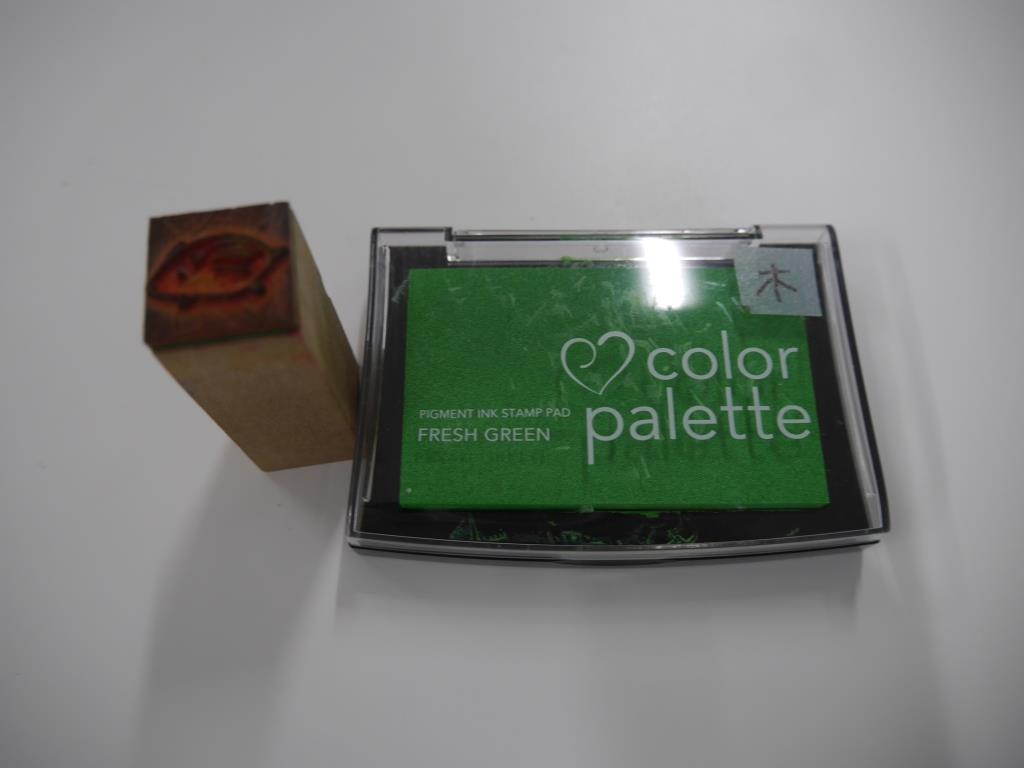 木
color
palette
PIGMENT INK STAMP PAD
FRESH GREEN